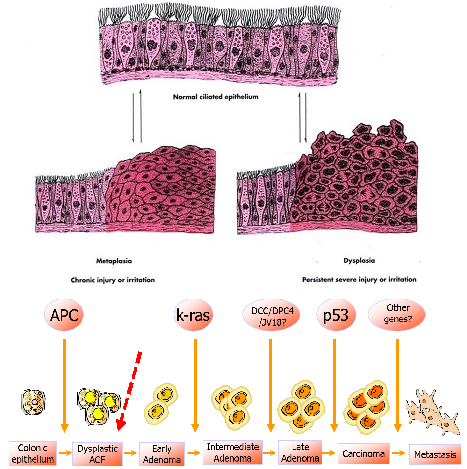 Normal ciliated epithelium
Metaplasia
Dysplasia
Chronic injury or irritation
Persistent severe injury or irritation
APC
k-ras
DCC/DPC4
/JV18?
p53
Other
genes?
Colonic
epithelium
Dysplastic
ACF
Early
Adenoma
Intermediate
Adenoma
Late
Adenoma
Carcinoma
Metastasis